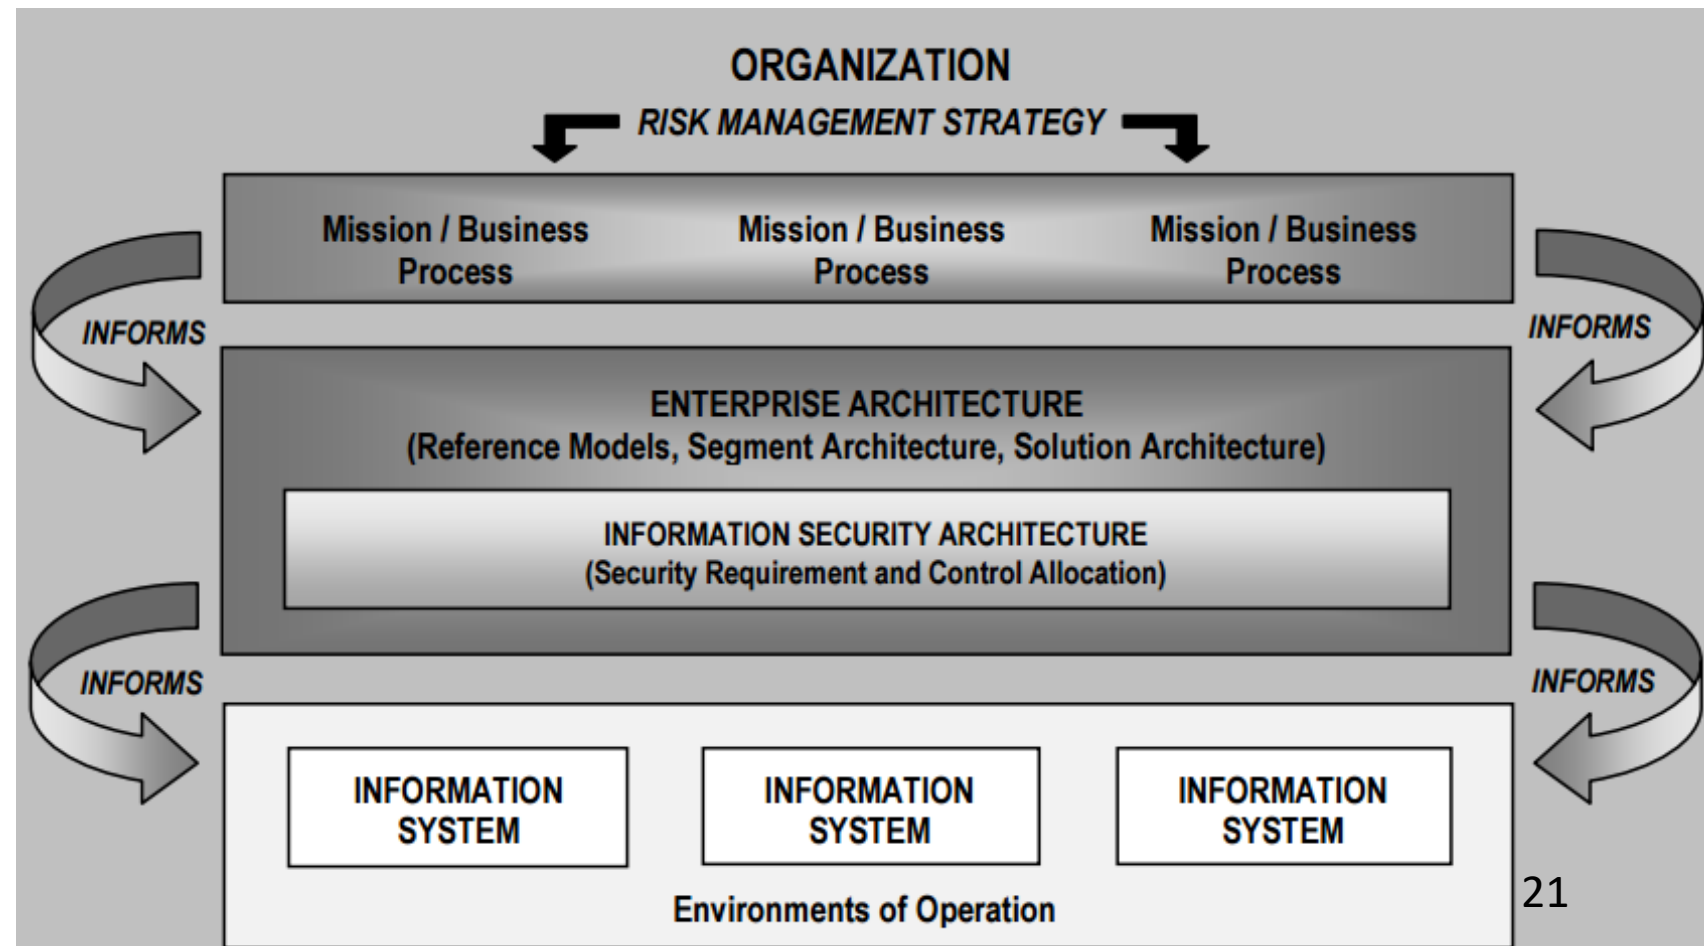 ORGANIZATION
RISK MANAGEMENT STRATEGY
Mission / Business
Process
Mission / Business
Process
Mission / Business
Process
INFORMS
INFORMS
ENTERPRISE ARCHITECTURE
(Reference Models, Segment Architecture, Solution Architecture)
INFORMATION SECURITY ARCHITECTURE
(Security Requirement and Control Allocation)
INFORMS
INFORMS
INFORMATION
SYSTEM
INFORMATION
SYSTEM
INFORMATION
SYSTEM
Environments of Operation
21